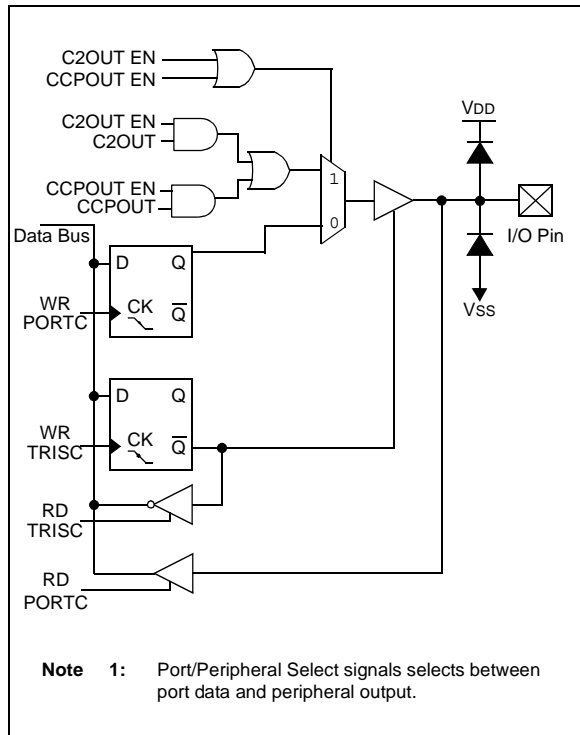 C2OUT EN
CCPOUT EN
C2OUT EN
C2OUT
CCPOUT EN
CCPOUT
VDD
1
0
I/O Pin
VSS
Data Bus
D Q
WR
PORTC
CK Q
D Q
WR
TRISC
CK Q
RD
TRISC
RD
PORTC
Note 1: Port/Peripheral Select signals selects between
port data and peripheral output.